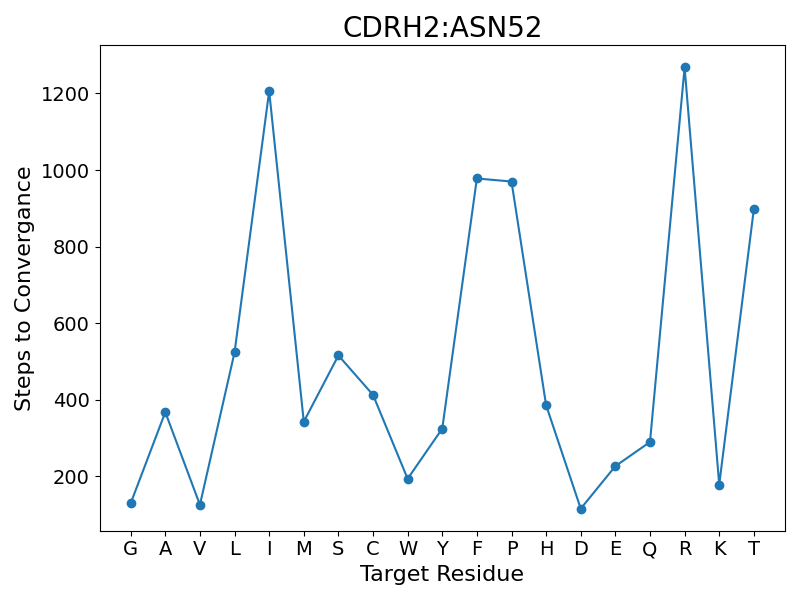 CDRH2:ASN52
Steps to Convergance
1200
1000
800
600
400
200
G A V L I M S C W Y F P H D E Q R K T
Target Residue